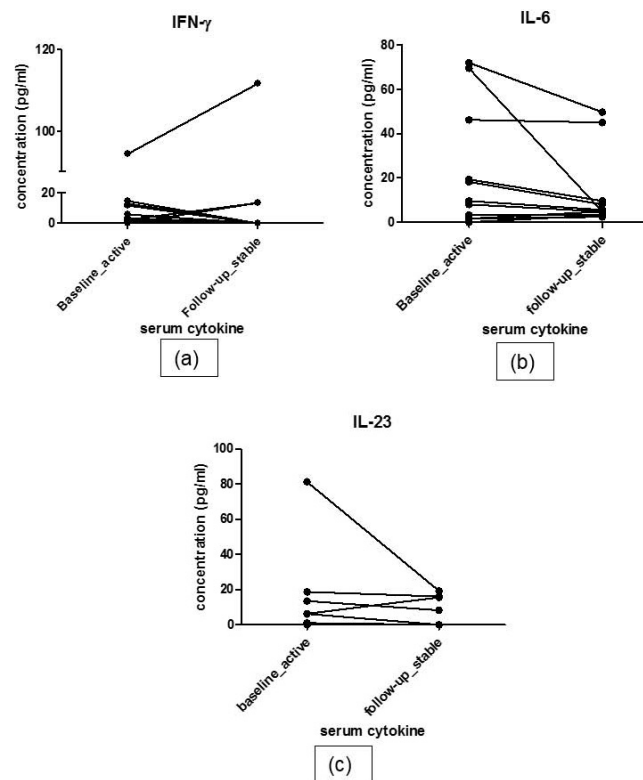 IFN-γ
concentration (pg/ml)
120
100
20
0
Baseline_active
Follow-up_stable
serum cytokine
(a)
IL-6
concentration (pg/ml)
80
60
40
20
0
Baseline_active
follow-up_stable
serum cytokine
(b)
IL-23
concentration (pg/ml)
100
80
60
40
20
0
baseline_active
follow-up_stable
serum cytokine
(c)